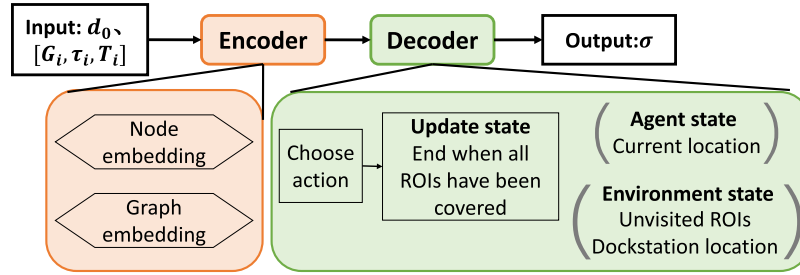 Input: d₀、
[Gᵢ, τᵢ, Tᵢ]
Encoder
Decoder
Output:σ
Node
embedding
Graph
embedding
Choose
action
Update state
End when all
ROIs have been
covered
Agent state
Current location
Environment state
Unvisited ROIs
Dockstation location